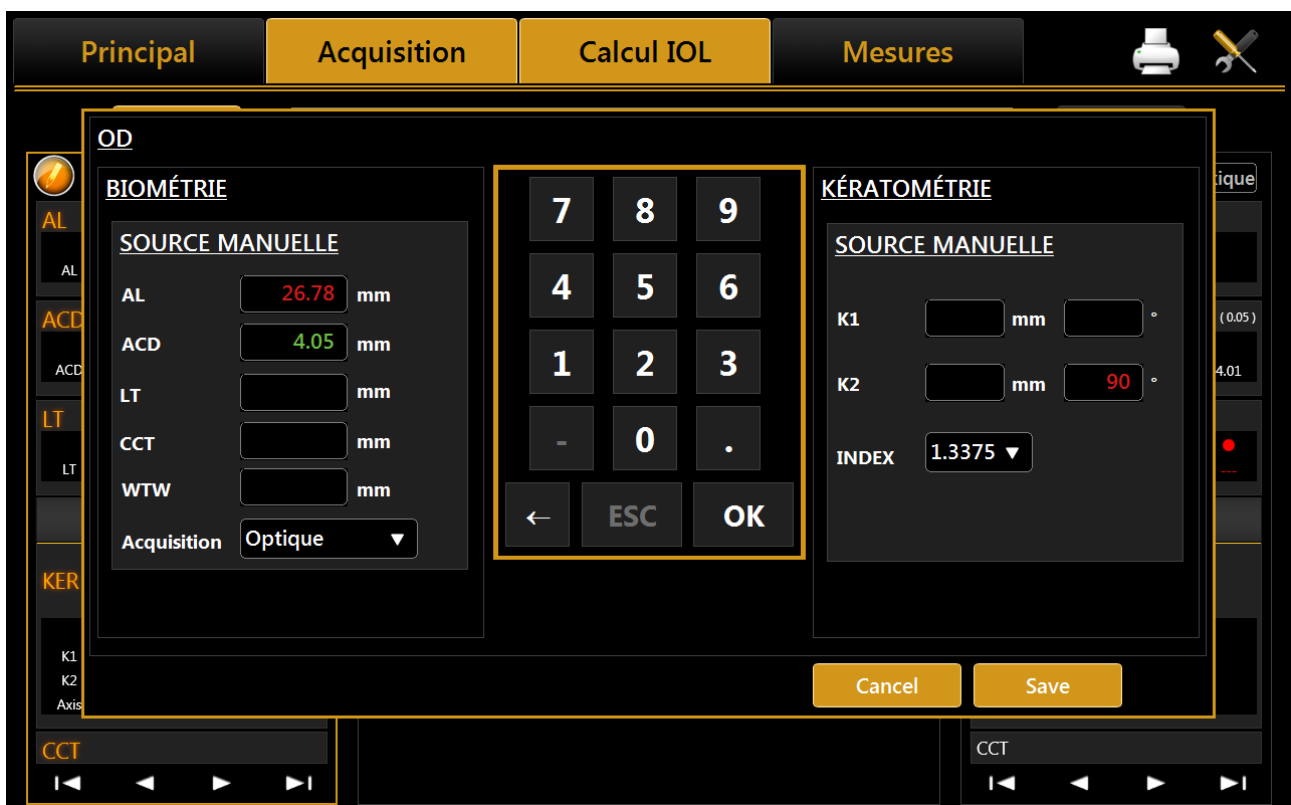 Principal Acquisition Calcul IOL Mesures
OD
BIOMÉTRIE
SOURCE MANUELLE
AL 26.78 mm
ACD 4.05 mm
LT mm
CCT mm
WTW mm
Acquisition Optique ▼
7 8 9
4 5 6
1 2 3
- 0 .
← ESC OK
KÉRATOMÉTRIE
SOURCE MANUELLE
K1 mm °
K2 mm 90 °
INDEX 1.3375 ▼
Cancel Save
AL
AL
ACD
ACD
LT
LT
KER
K1
K2
Axis
CCT
ique
( 0.05 )
4.01
---
CCT